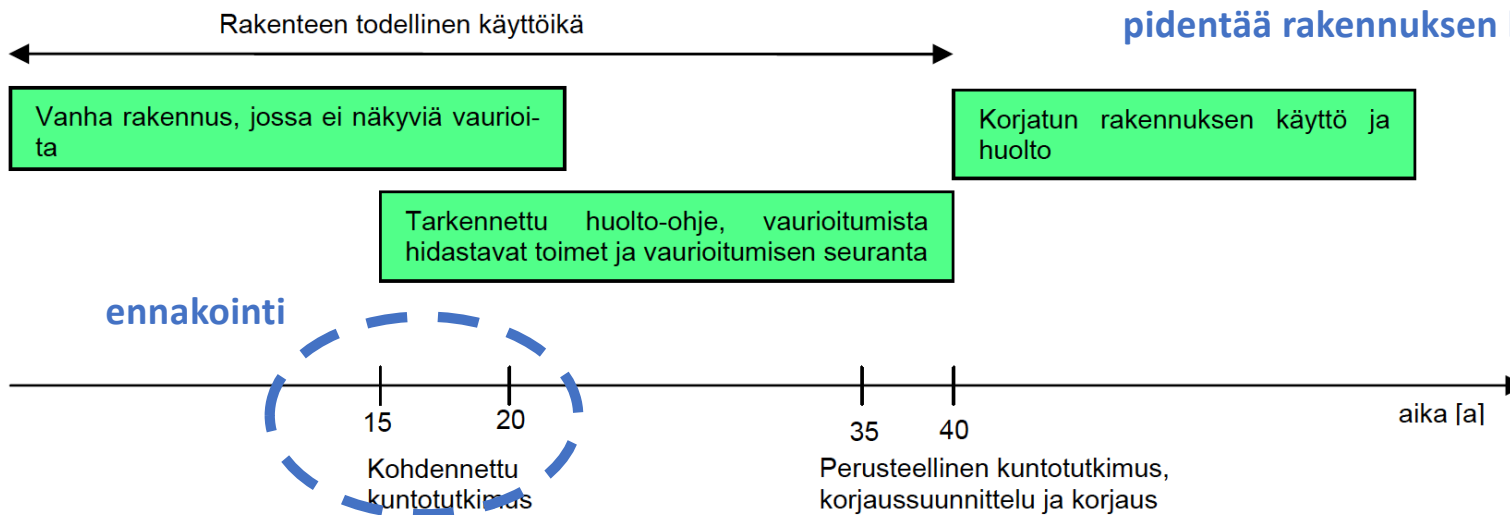 Rakenteen todellinen käyttöikä
pidentää rakennuksen
Vanha rakennus, jossa ei näkyviä vaurioi-
ta
Korjatun rakennuksen käyttö ja
huolto
Tarkennettu huolto-ohje, vaurioitumista
hidastavat toimet ja vaurioitumisen seuranta
ennakointi
15
20
35
40
aika [a]
Kohdennettu
kuntotutkimus
Perusteellinen kuntotutkimus,
korjaussuunnittelu ja korjaus